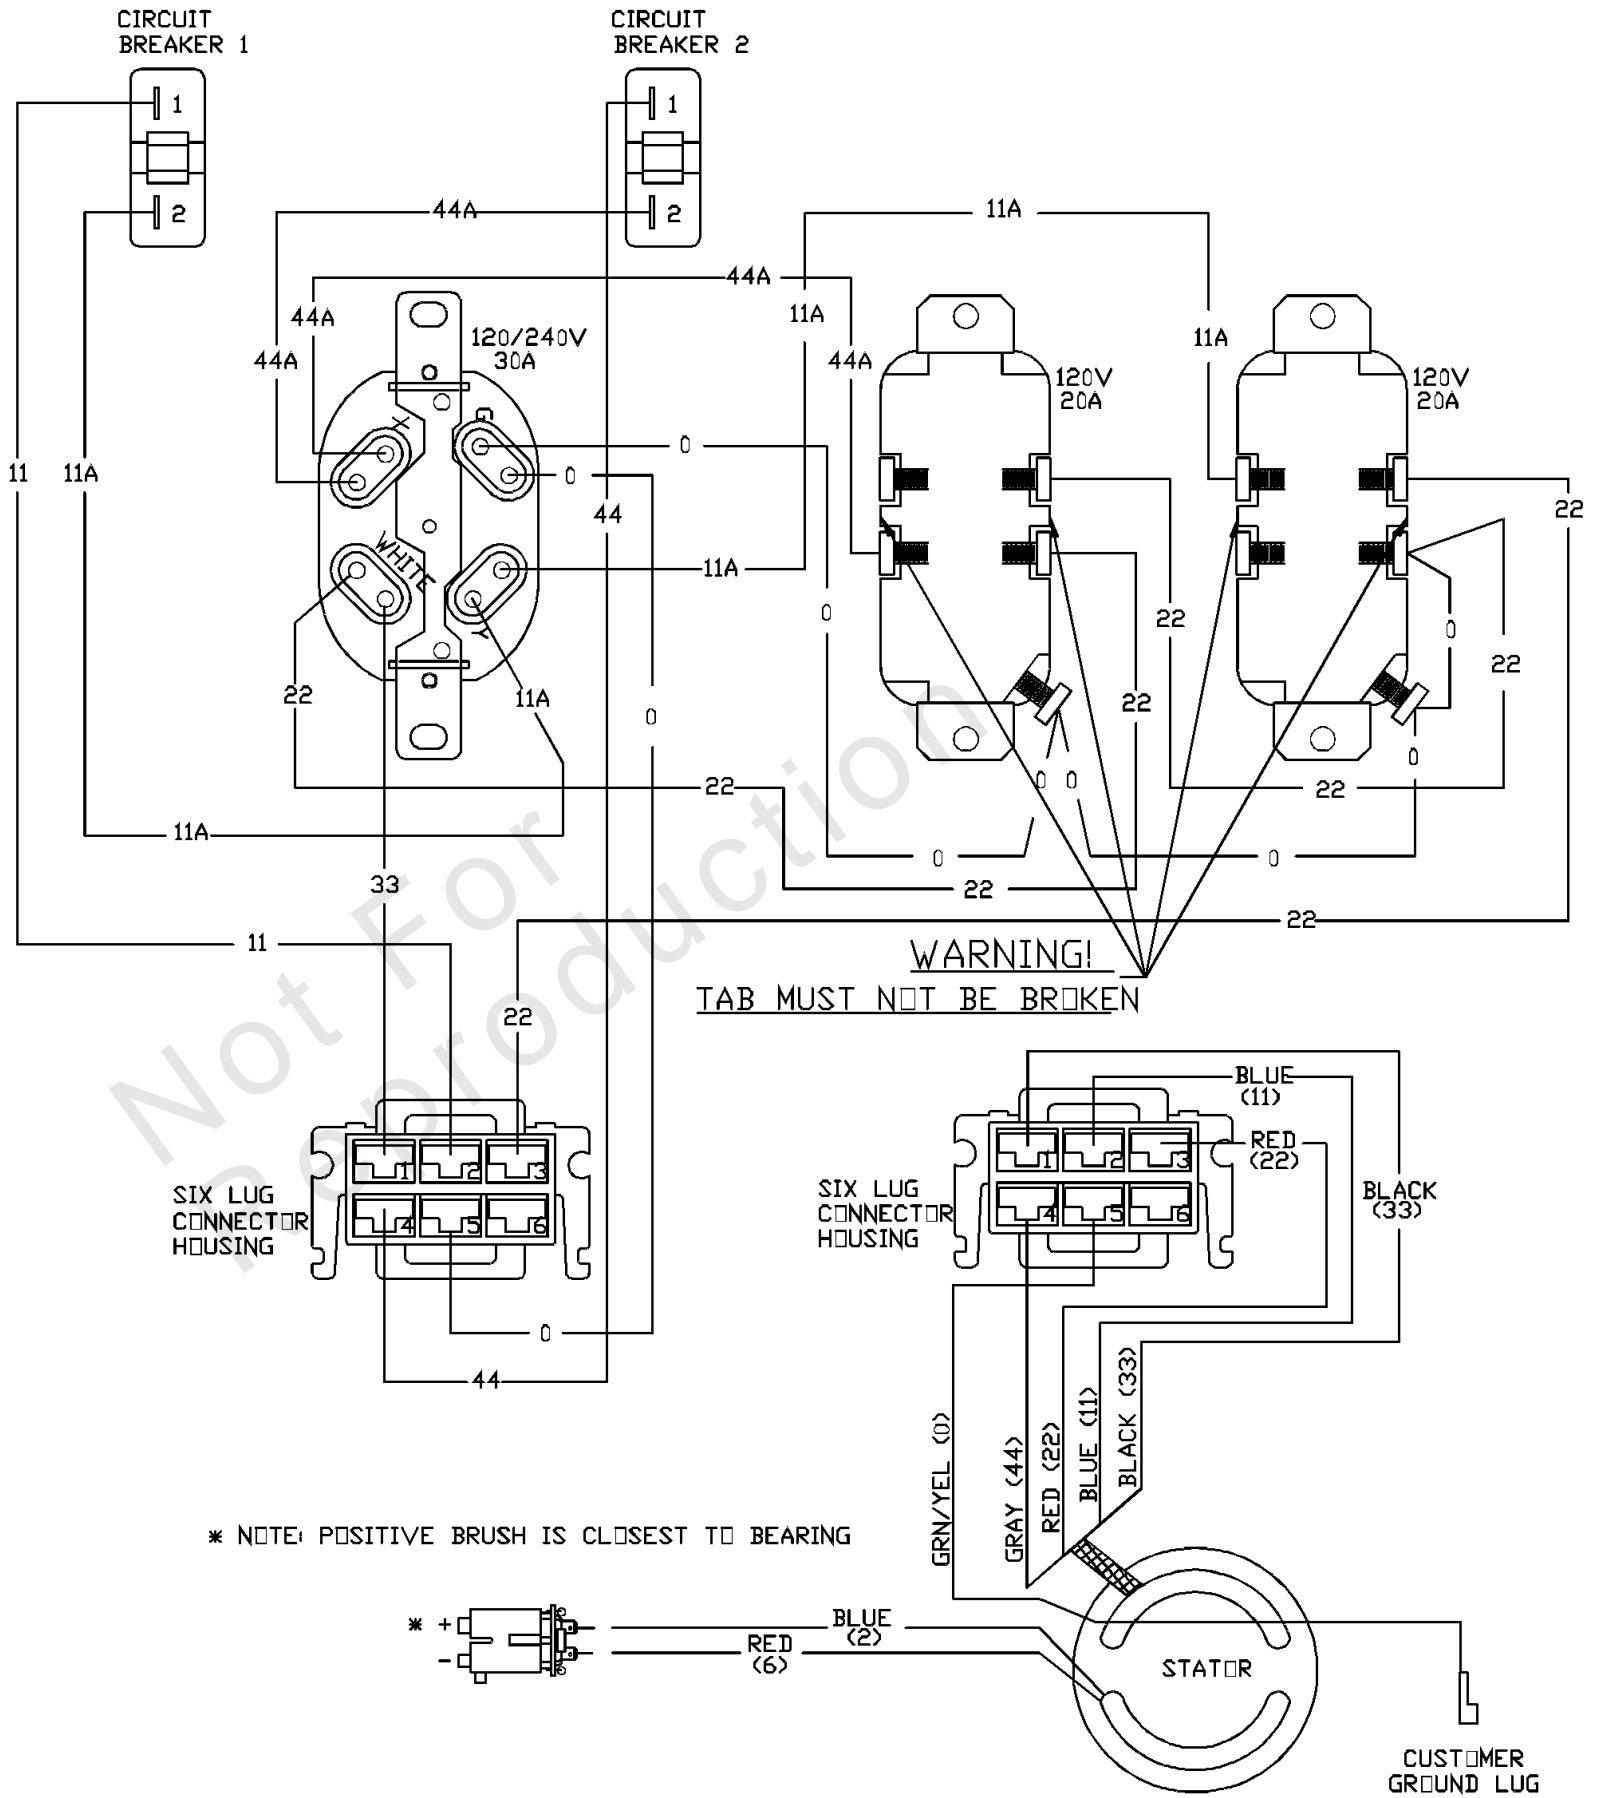 CIRCUIT
BREAKER 1
CIRCUIT
BREAKER 2
1
1
2
2
44A
11A
44A
44A
11A
11A
44A
44A
120/240V
30A
120V
20A
120V
20A
X
G
0
0
11
11A
44
22
WHITE
Y
11A
0
22
0
22
22
11A
0
22
0
0
0
22
22
11A
0
0
33
22
22
11
WARNING!
TAB MUST NOT BE BROKEN
22
BLUE
(11)
RED
(22)
BLACK
(33)
1
2
3
4
5
6
SIX LUG
CONNECTOR
HOUSING
1
2
3
4
5
6
SIX LUG
CONNECTOR
HOUSING
0
44
GRN/YEL (0)
GRAY (44)
RED (22)
BLUE (11)
BLACK (33)
* NOTE: POSITIVE BRUSH IS CLOSEST TO BEARING
* +
-
BLUE
(2)
RED
(6)
STATOR
CUSTOMER
GROUND LUG
Not For
Reproduction